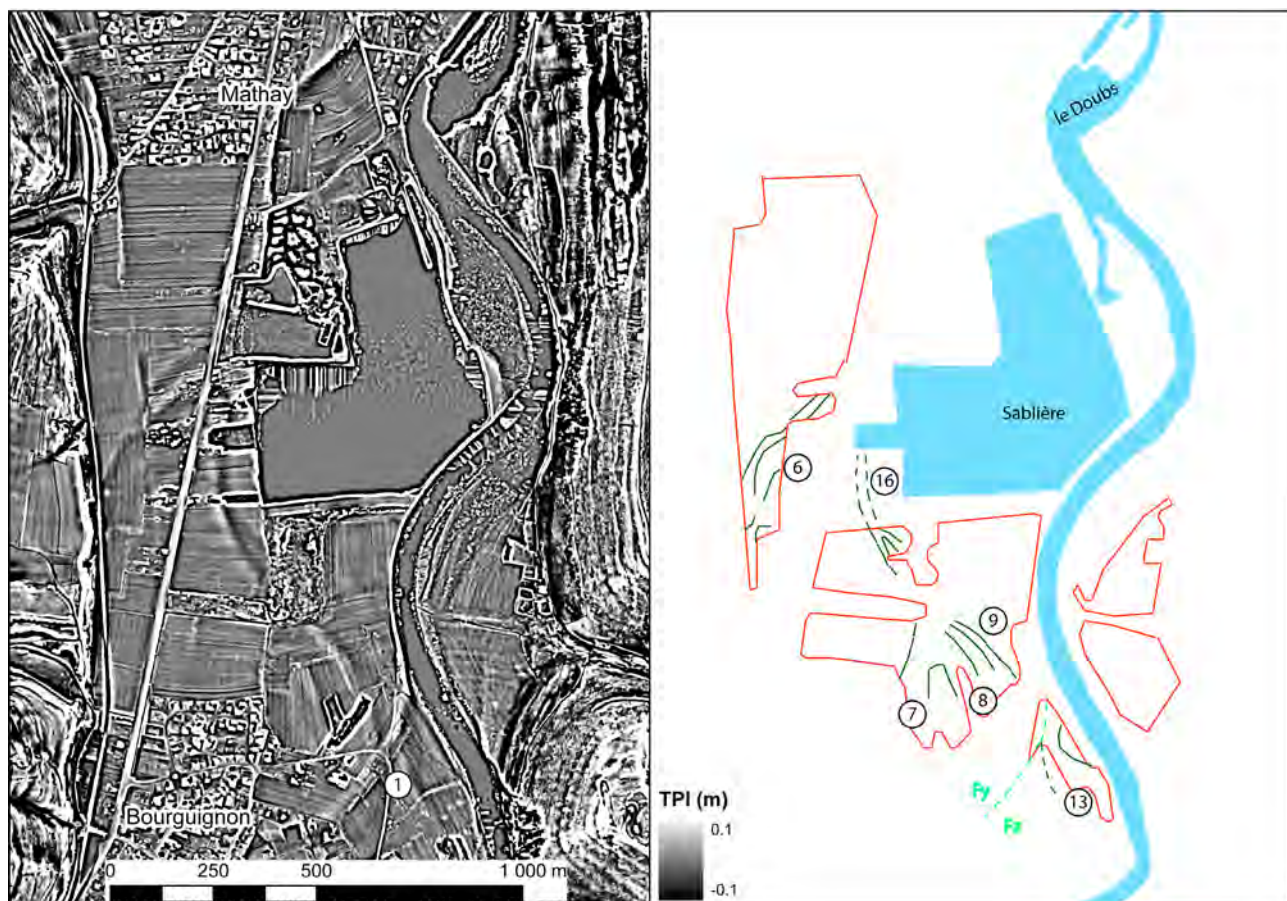 Mathay
1
Bourguignon
0 250 500 1 000 m
le Doubs
Sablière
6
16
9
8
7
13
Fy
Fz
TPI (m)
0.1
-0.1